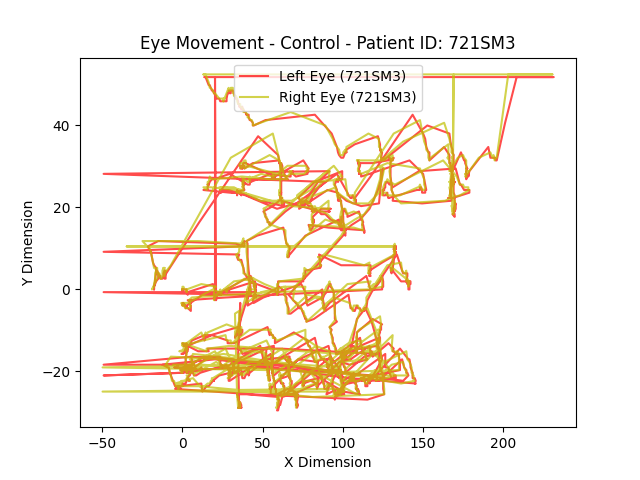 Eye Movement - Control - Patient ID: 721SM3
Left Eye (721SM3)
Right Eye (721SM3)
40
20
0
−20
Y Dimension
−50
0
50
100
150
200
X Dimension